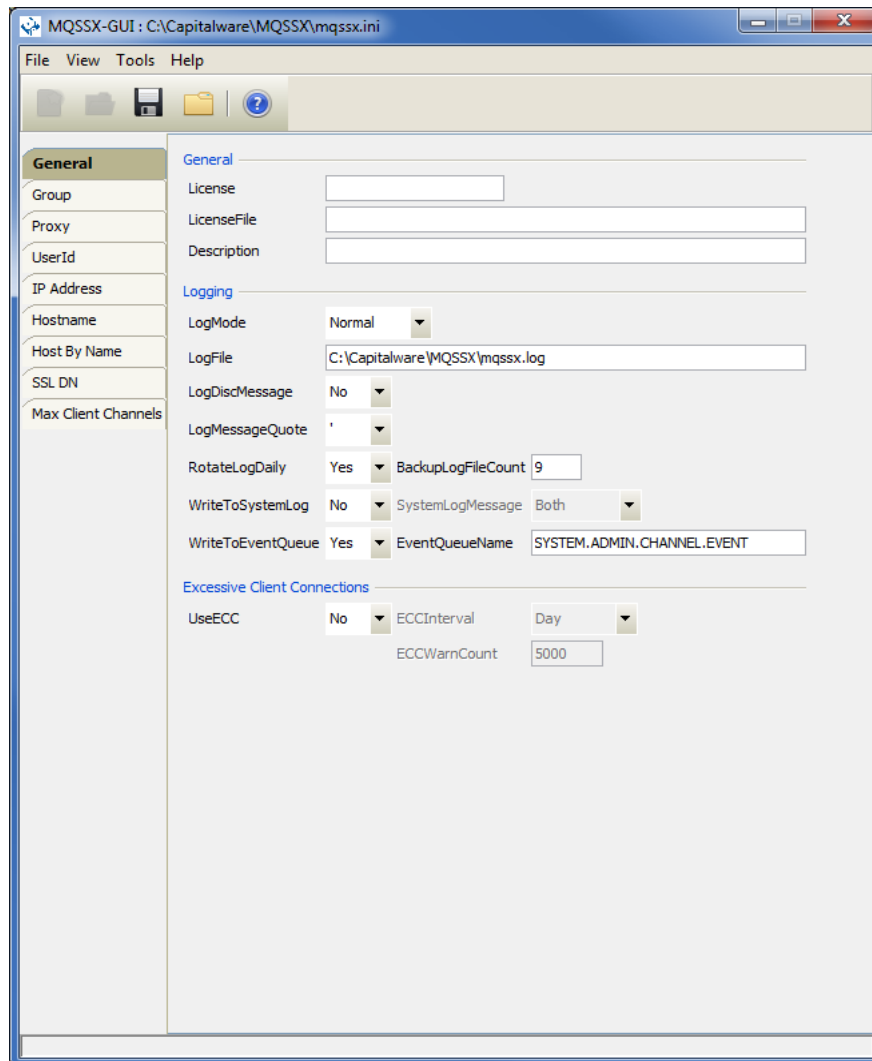 MQSSX-GUI : C:\Capitalware\MQSSX\mqssx.ini
File View Tools Help
General
Group
Proxy
UserId
IP Address
Hostname
Host By Name
SSL DN
Max Client Channels
General
License
LicenseFile
Description
Logging
LogMode Normal
LogFile C:\Capitalware\MQSSX\mqssx.log
LogDiscMessage No
LogMessageQuote '
RotateLogDaily Yes BackupLogFileCount 9
WriteToSystemLog No SystemLogMessage Both
WriteToEventQueue Yes EventQueueName SYSTEM.ADMIN.CHANNEL.EVENT
Excessive Client Connections
UseECC No ECCInterval Day
ECCWarnCount 5000